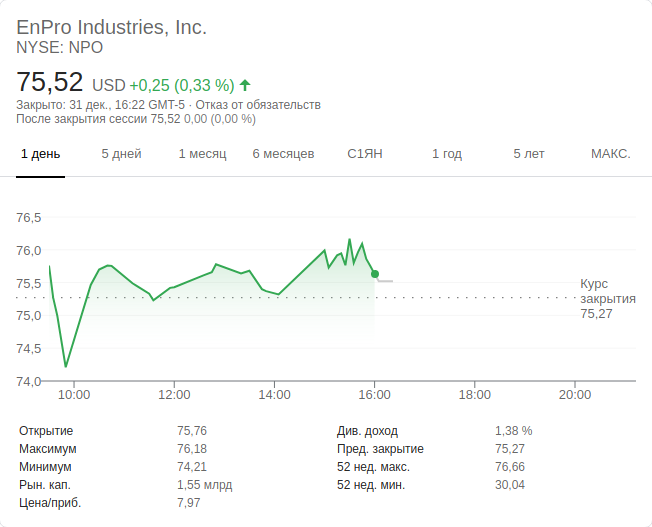 EnPro Industries, Inc.
NYSE: NPO
75,52 USD +0,25 (0,33 %)
Закрыто: 31 дек., 16:22 GMT-5 · Отказ от обязательств
После закрытия сессии 75,52 0,00 (0,00 %)
1 день 5 дней 1 месяц 6 месяцев С1ЯН 1 год 5 лет МАКС.
76,5
76,0
75,5
75,0
74,5
74,0
Курс
закрытия
75,27
10:00 12:00 14:00 16:00 18:00 20:00
Открытие 75,76
Максимум 76,18
Минимум 74,21
Рын. кап. 1,55 млрд
Цена/приб. 7,97
Див. доход 1,38 %
Пред. закрытие 75,27
52 нед. макс. 76,66
52 нед. мин. 30,04